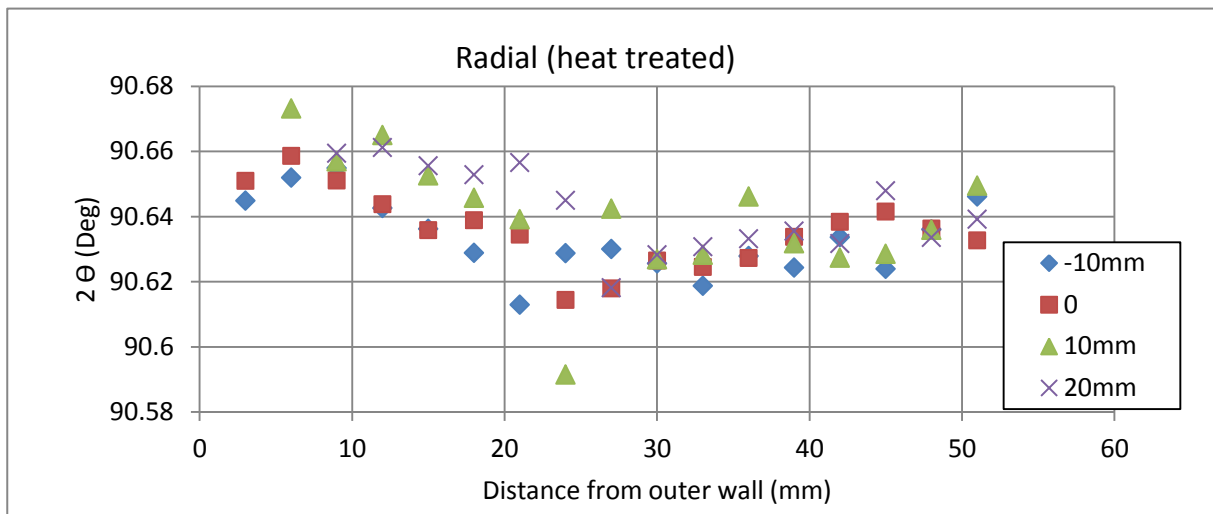 Radial (heat treated)
90.68
90.66
90.64
90.62
90.6
90.58
2 Ө (Deg)
0 10 20 30 40 50 60
Distance from outer wall (mm)
-10mm
0
10mm
20mm